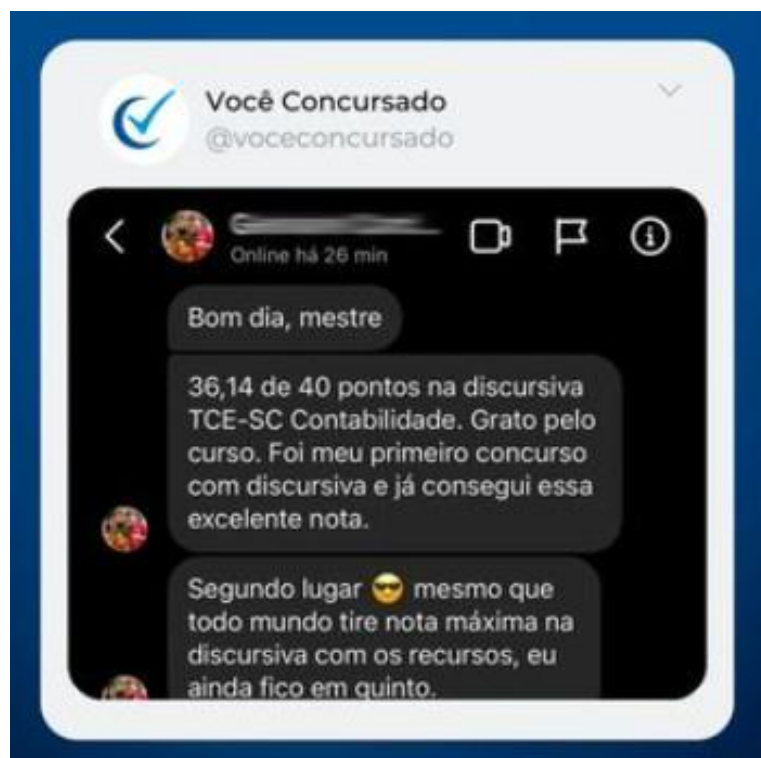 Você Concursado
@voceconcursado
Online há 26 min
Bom dia, mestre
36,14 de 40 pontos na discursiva
TCE-SC Contabilidade. Grato pelo
curso. Foi meu primeiro concurso
com discursiva e já consegui essa
excelente nota.
Segundo lugar 😎 mesmo que
todo mundo tire nota máxima na
discursiva com os recursos, eu
ainda fico em quinto.